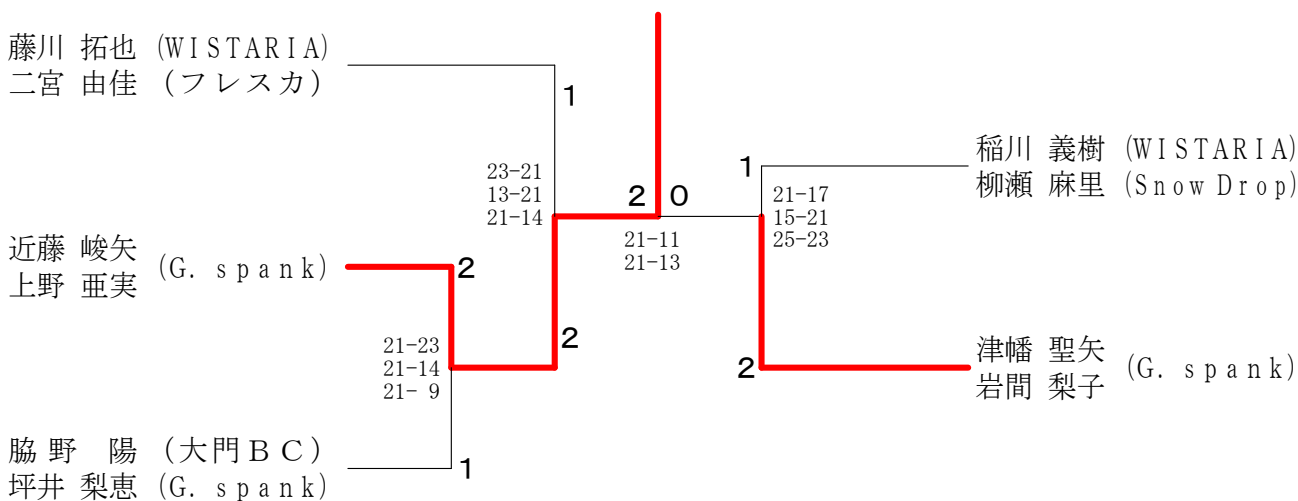 藤川 拓也 (WISTARIA)
二宮 由佳 (フレスカ)
1
23-21
13-21
21-14
近藤 峻矢
上野 亜実
(G. spank)
2
21-23
21-14
21- 9
2
脇野 陽 (大門BC)
坪井 梨恵 (G. spank)
1
2 0
21-11
21-13
稲川 義樹 (WISTARIA)
柳瀬 麻里 (Snow Drop)
1
21-17
15-21
25-23
津幡 聖矢
岩間 梨子
(G. spank)
2